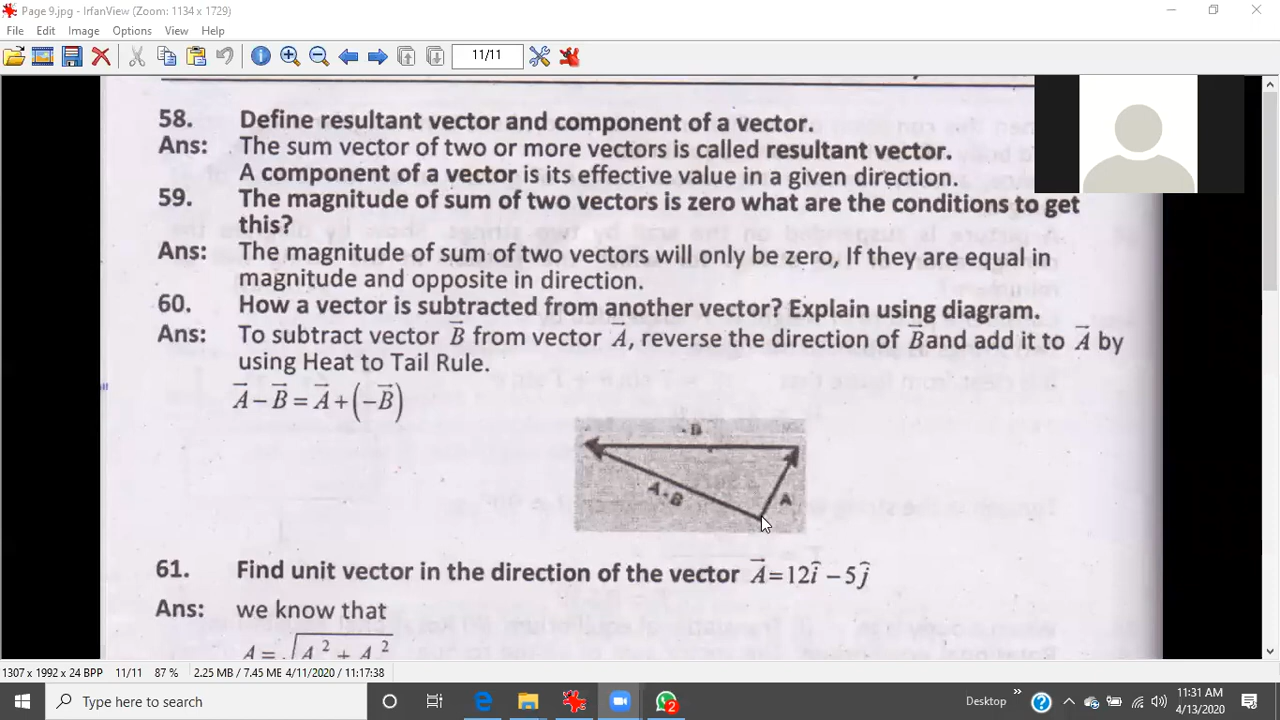 Page 9.jpg - IrfanView (Zoom: 1134 x 1729)
File Edit Image Options View Help
11/11
58. Define resultant vector and component of a vector.
Ans: The sum vector of two or more vectors is called resultant vector.
A component of a vector is its effective value in a given direction.
59. The magnitude of sum of two vectors is zero what are the conditions to get
this?
Ans: The magnitude of sum of two vectors will only be zero, If they are equal in
magnitude and opposite in direction.
60. How a vector is subtracted from another vector? Explain using diagram.
Ans: To subtract vector B⃗ from vector A⃗, reverse the direction of B⃗ and add it to A⃗ by
using Heat to Tail Rule.
A⃗ − B⃗ = A⃗ + (−B⃗)
-B
A-B
A
61. Find unit vector in the direction of the vector A⃗=12î − 5ĵ
Ans: we know that
1307 x 1992 x 24 BPP 11/11 87 % 2.25 MB / 7.45 MB 4/11/2020 / 11:17:38
Type here to search
2
Desktop
11:31 AM
4/13/2020